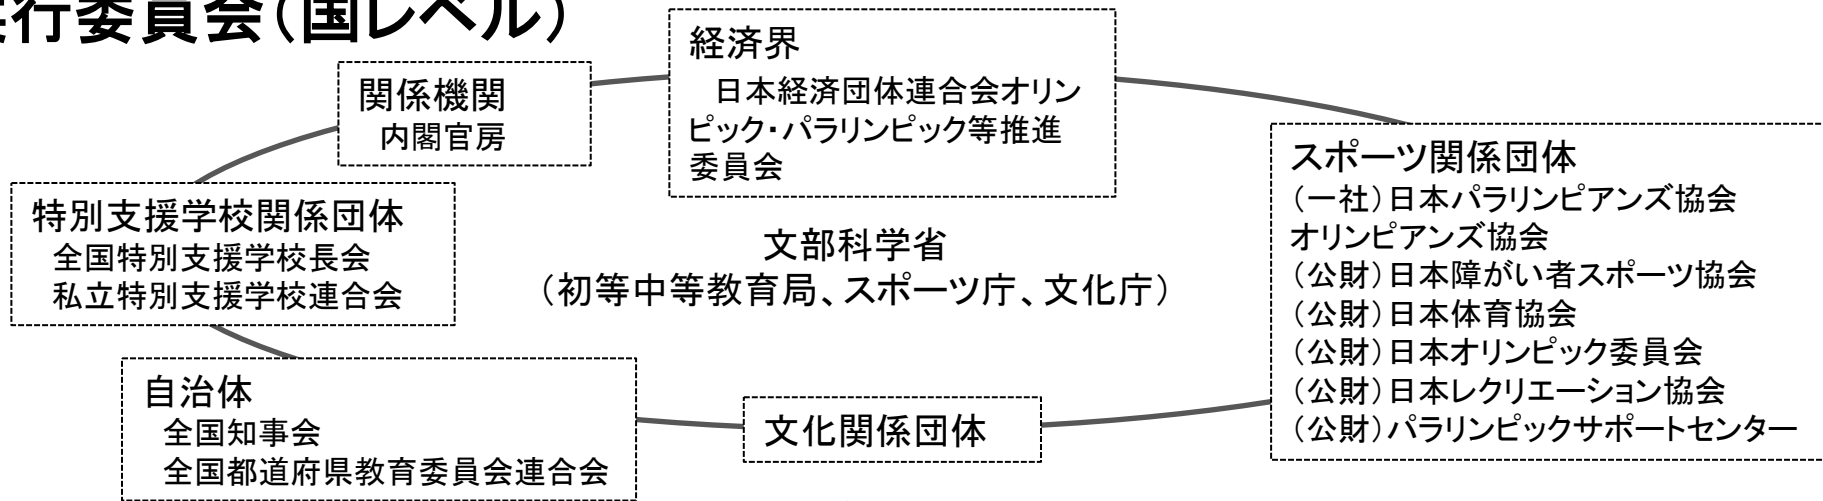 行委員会（国レベル）
経済界
日本経済団体連合会オリン
ピック・パラリンピック等推進
委員会
関係機関
内閣官房
スポーツ関係団体
（一社）日本パラリンピアンズ協会
オリンピアンズ協会
（公財）日本障がい者スポーツ協会
（公財）日本体育協会
（公財）日本オリンピック委員会
（公財）日本レクリエーション協会
（公財）パラリンピックサポートセンター
特別支援学校関係団体
全国特別支援学校長会
私立特別支援学校連合会
文部科学省
（初等中等教育局、スポーツ庁、文化庁）
自治体
全国知事会
全国都道府県教育委員会連合会
文化関係団体